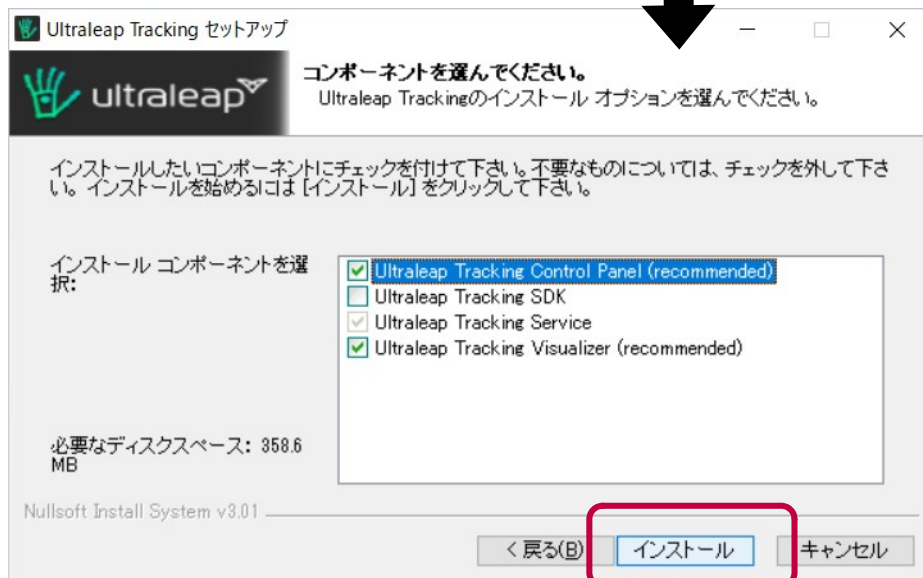 Ultraleap Tracking セットアップ
ultraleap
コンポーネントを選んでください。
Ultraleap Trackingのインストール オプションを選んでください。
インストールしたいコンポーネントにチェックを付けて下さい。不要なものについては、チェックを外して下さ
い。インストールを始めるには [インストール] をクリックして下さい。
インストール コンポーネントを選
択:
Ultraleap Tracking Control Panel (recommended)
Ultraleap Tracking SDK
Ultraleap Tracking Service
Ultraleap Tracking Visualizer (recommended)
必要なディスクスペース: 358.6
MB
Nullsoft Install System v3.01
< 戻る(B)
インストール
キャンセル